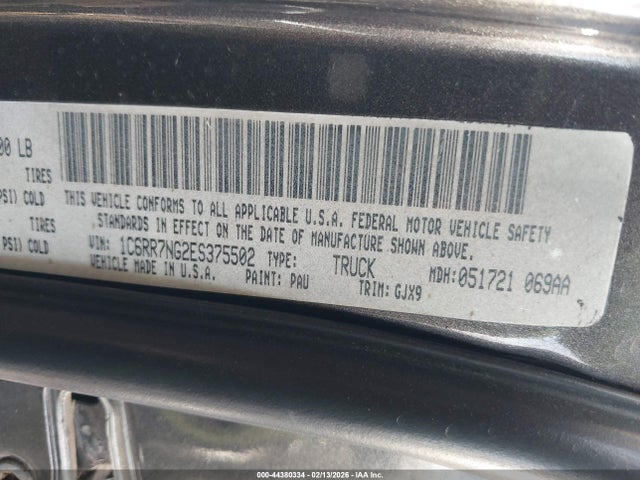 00 LB
TIRES
PSI) COLD
TIRES
PSI) COLD
THIS VEHICLE CONFORMS TO ALL APPLICABLE U.S.A. FEDERAL MOTOR VEHICLE SAFETY
STANDARDS IN EFFECT ON THE DATE OF MANUFACTURE SHOWN ABOVE.
VIN: 1C6RR7NG2ES375502 TYPE: TRUCK MDH: 051721 069AA
VEHICLE MADE IN U.S.A. PAINT: PAU TRIM: GJX9
000-44380334 - 02/13/2026 - © Copyright IAA, LLC